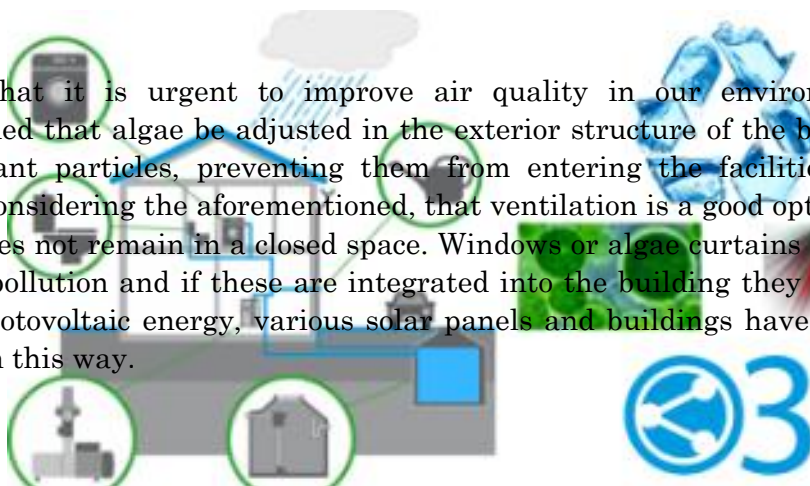 hat it is urgent to improve air quality in our environ
ed that algae be adjusted in the exterior structure of the b
ant particles, preventing them from entering the facilitie
onsidering the aforementioned, that ventilation is a good opt
es not remain in a closed space. Windows or algae curtains
pollution and if these are integrated into the building they
otovoltaic energy, various solar panels and buildings have
this way.
3